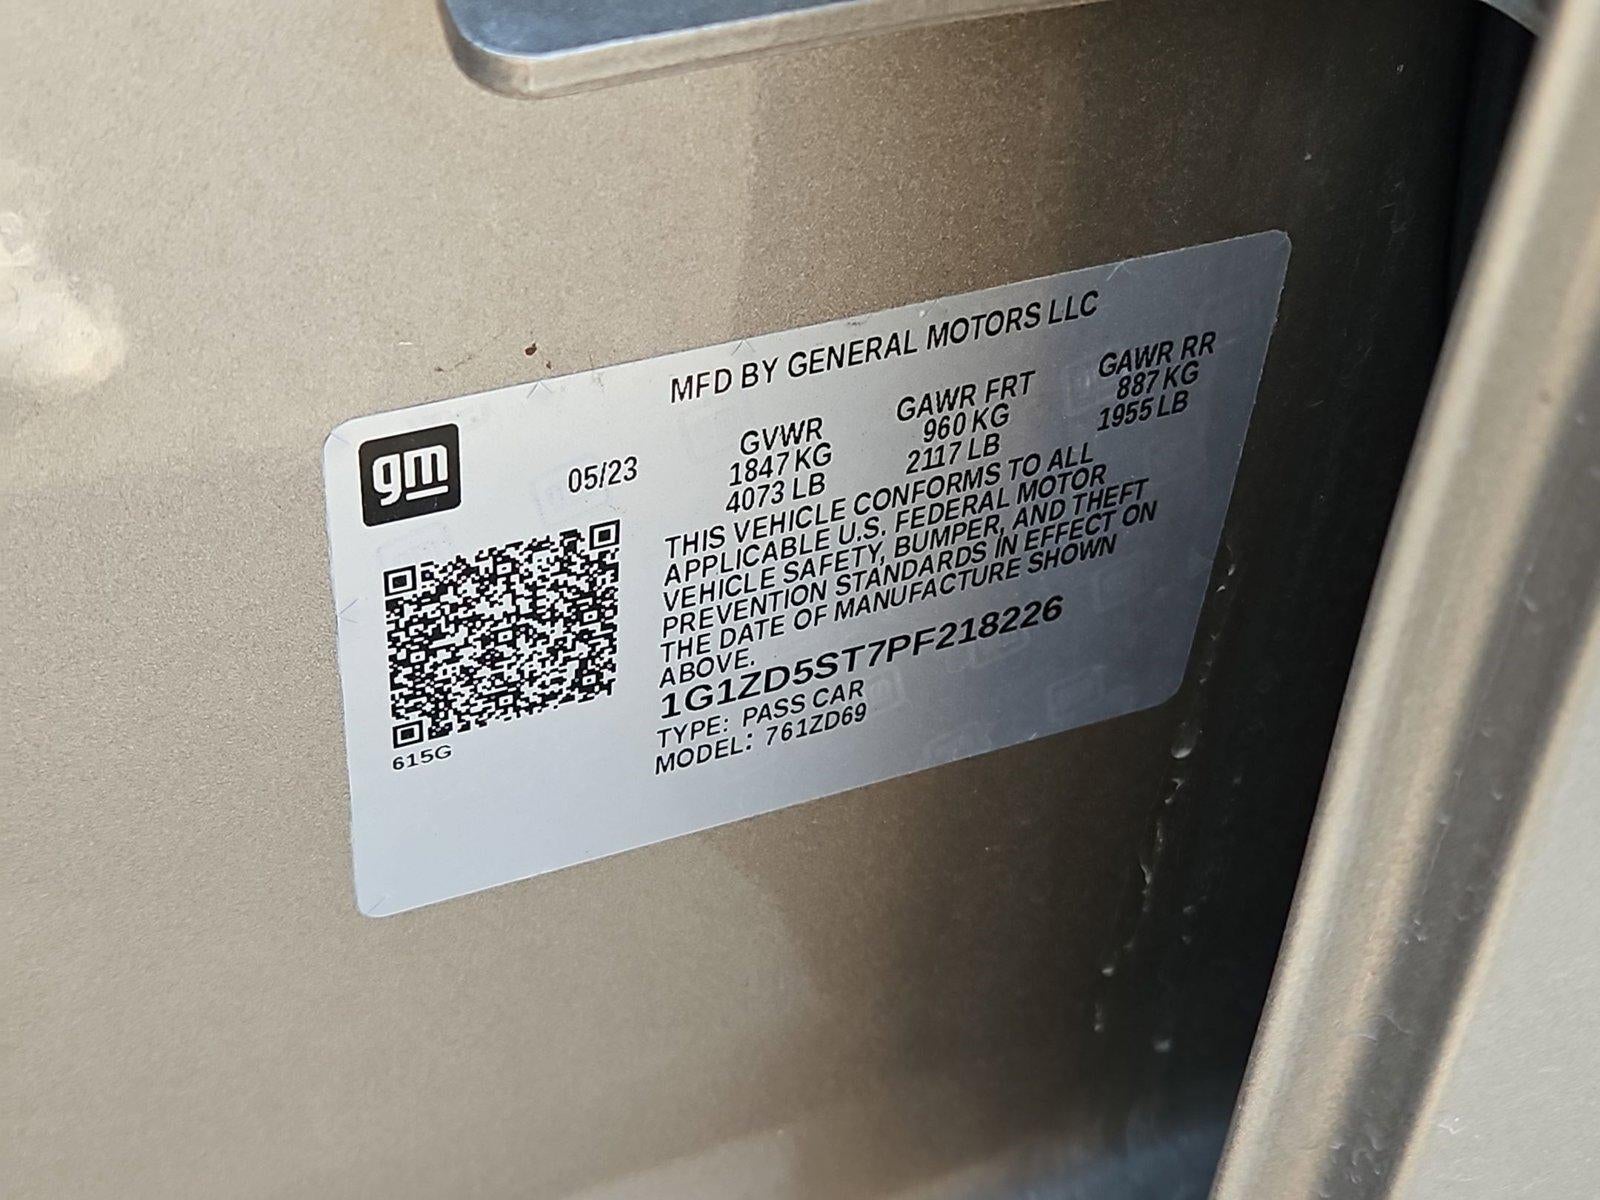 MFD BY GENERAL MOTORS LLC
gm
05/23
GVWR
1847 KG
4073 LB
GAWR FRT
960 KG
2117 LB
GAWR RR
887 KG
1955 LB
THIS VEHICLE CONFORMS TO ALL
APPLICABLE U.S. FEDERAL MOTOR
VEHICLE SAFETY, BUMPER, AND THEFT
PREVENTION STANDARDS IN EFFECT ON
THE DATE OF MANUFACTURE SHOWN
ABOVE.
1G1ZD5ST7PF218226
TYPE: PASS CAR
MODEL: 761ZD69
615G